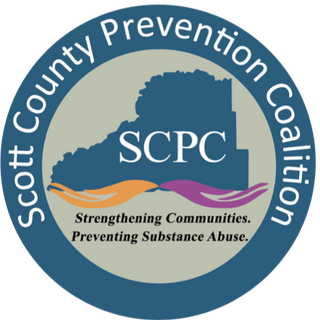 Scott County Prevention Coalition
SCPC
Strengthening Communities.
Preventing Substance Abuse.